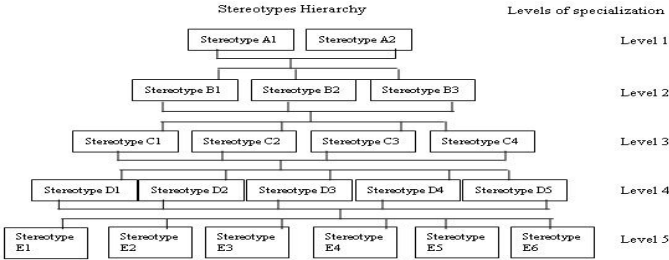 Stereotypes Hierarchy Levels of specialization
Stereotype A1 Stereotype A2 Level 1
Stereotype B1 Stereotype B2 Stereotype B3 Level 2
Stereotype C1 Stereotype C2 Stereotype C3 Stereotype C4 Level 3
Stereotype D1 Stereotype D2 Stereotype D3 Stereotype D4 Stereotype D5 Level 4
Stereotype Stereotype Stereotype Stereotype Stereotype Stereotype Level 5
E1 E2 E3 E4 E5 E6